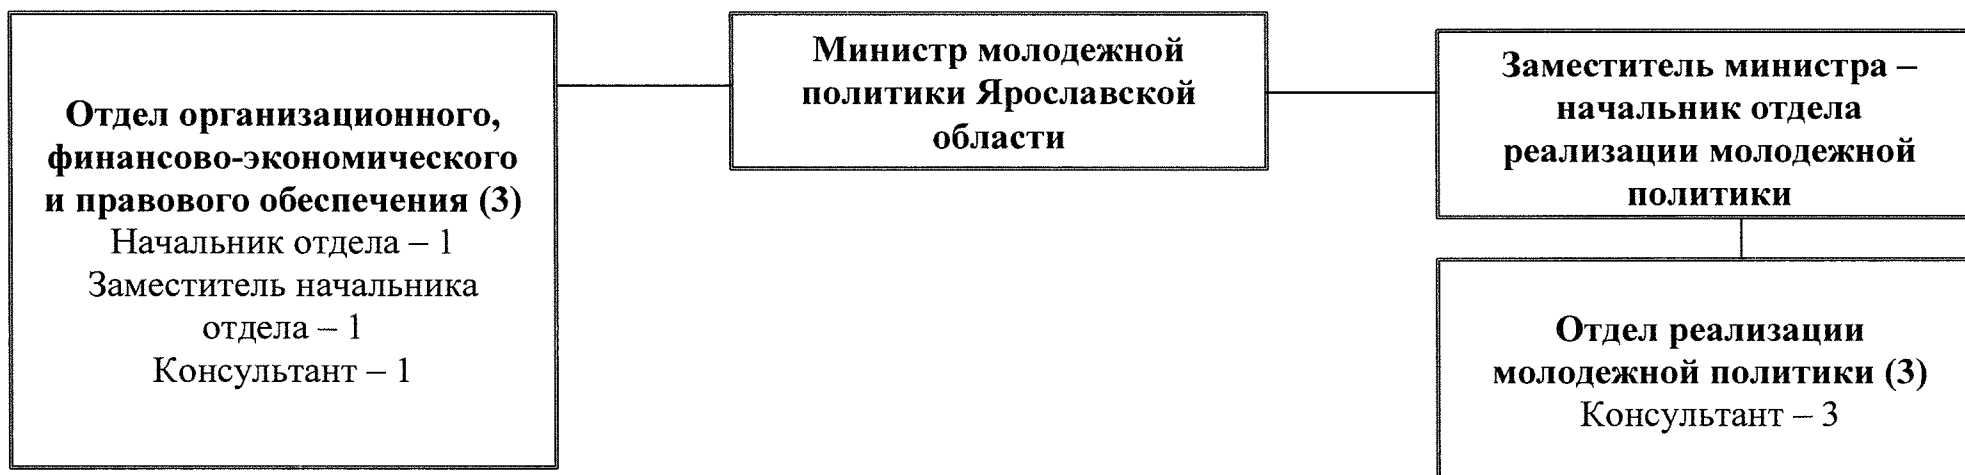 Отдел организационного,
финансово-экономического
и правового обеспечения (3)
Начальник отдела – 1
Заместитель начальника
отдела – 1
Консультант – 1
Министр молодежной
политики Ярославской
области
Заместитель министра –
начальник отдела
реализации молодежной
политики
Отдел реализации
молодежной политики (3)
Консультант – 3